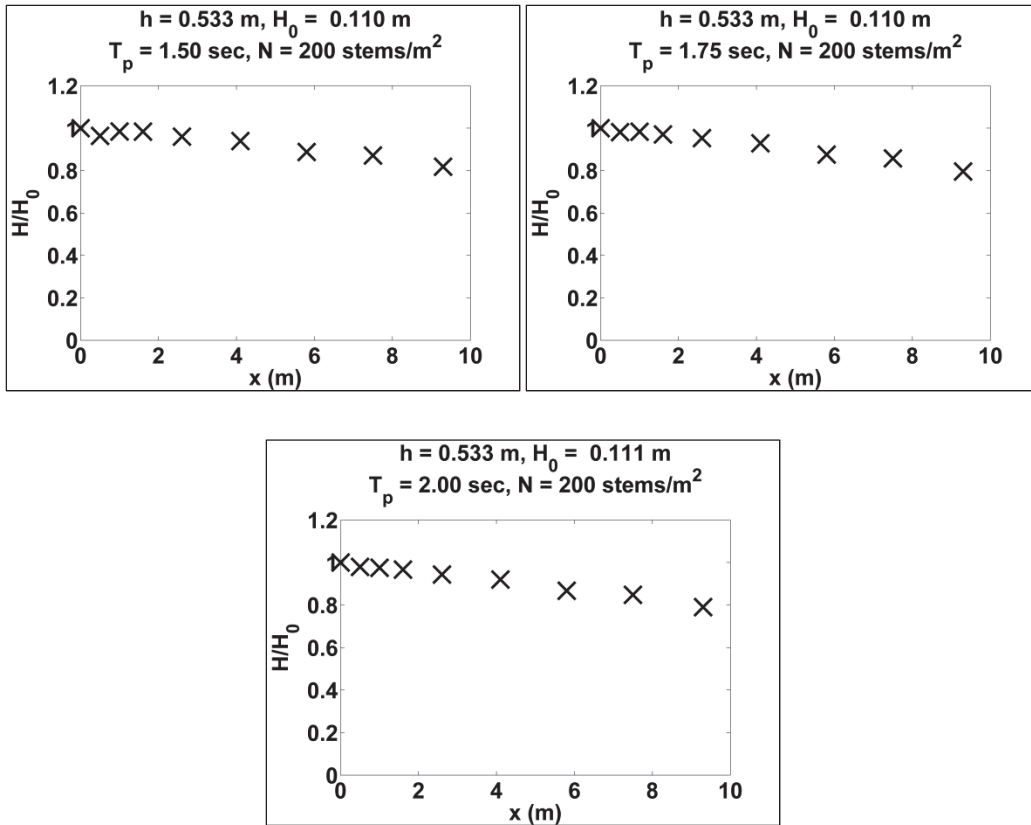 h = 0.533 m, H₀ = 0.110 m
Tₚ = 1.50 sec, N = 200 stems/m²
1.2
1
0.8
0.6
0.4
0.2
0
H/H₀
0 2 4 6 8 10
x (m)
h = 0.533 m, H₀ = 0.110 m
Tₚ = 1.75 sec, N = 200 stems/m²
1.2
1
0.8
0.6
0.4
0.2
0
H/H₀
0 2 4 6 8 10
x (m)
h = 0.533 m, H₀ = 0.111 m
Tₚ = 2.00 sec, N = 200 stems/m²
1.2
1
0.8
0.6
0.4
0.2
0
H/H₀
0 2 4 6 8 10
x (m)